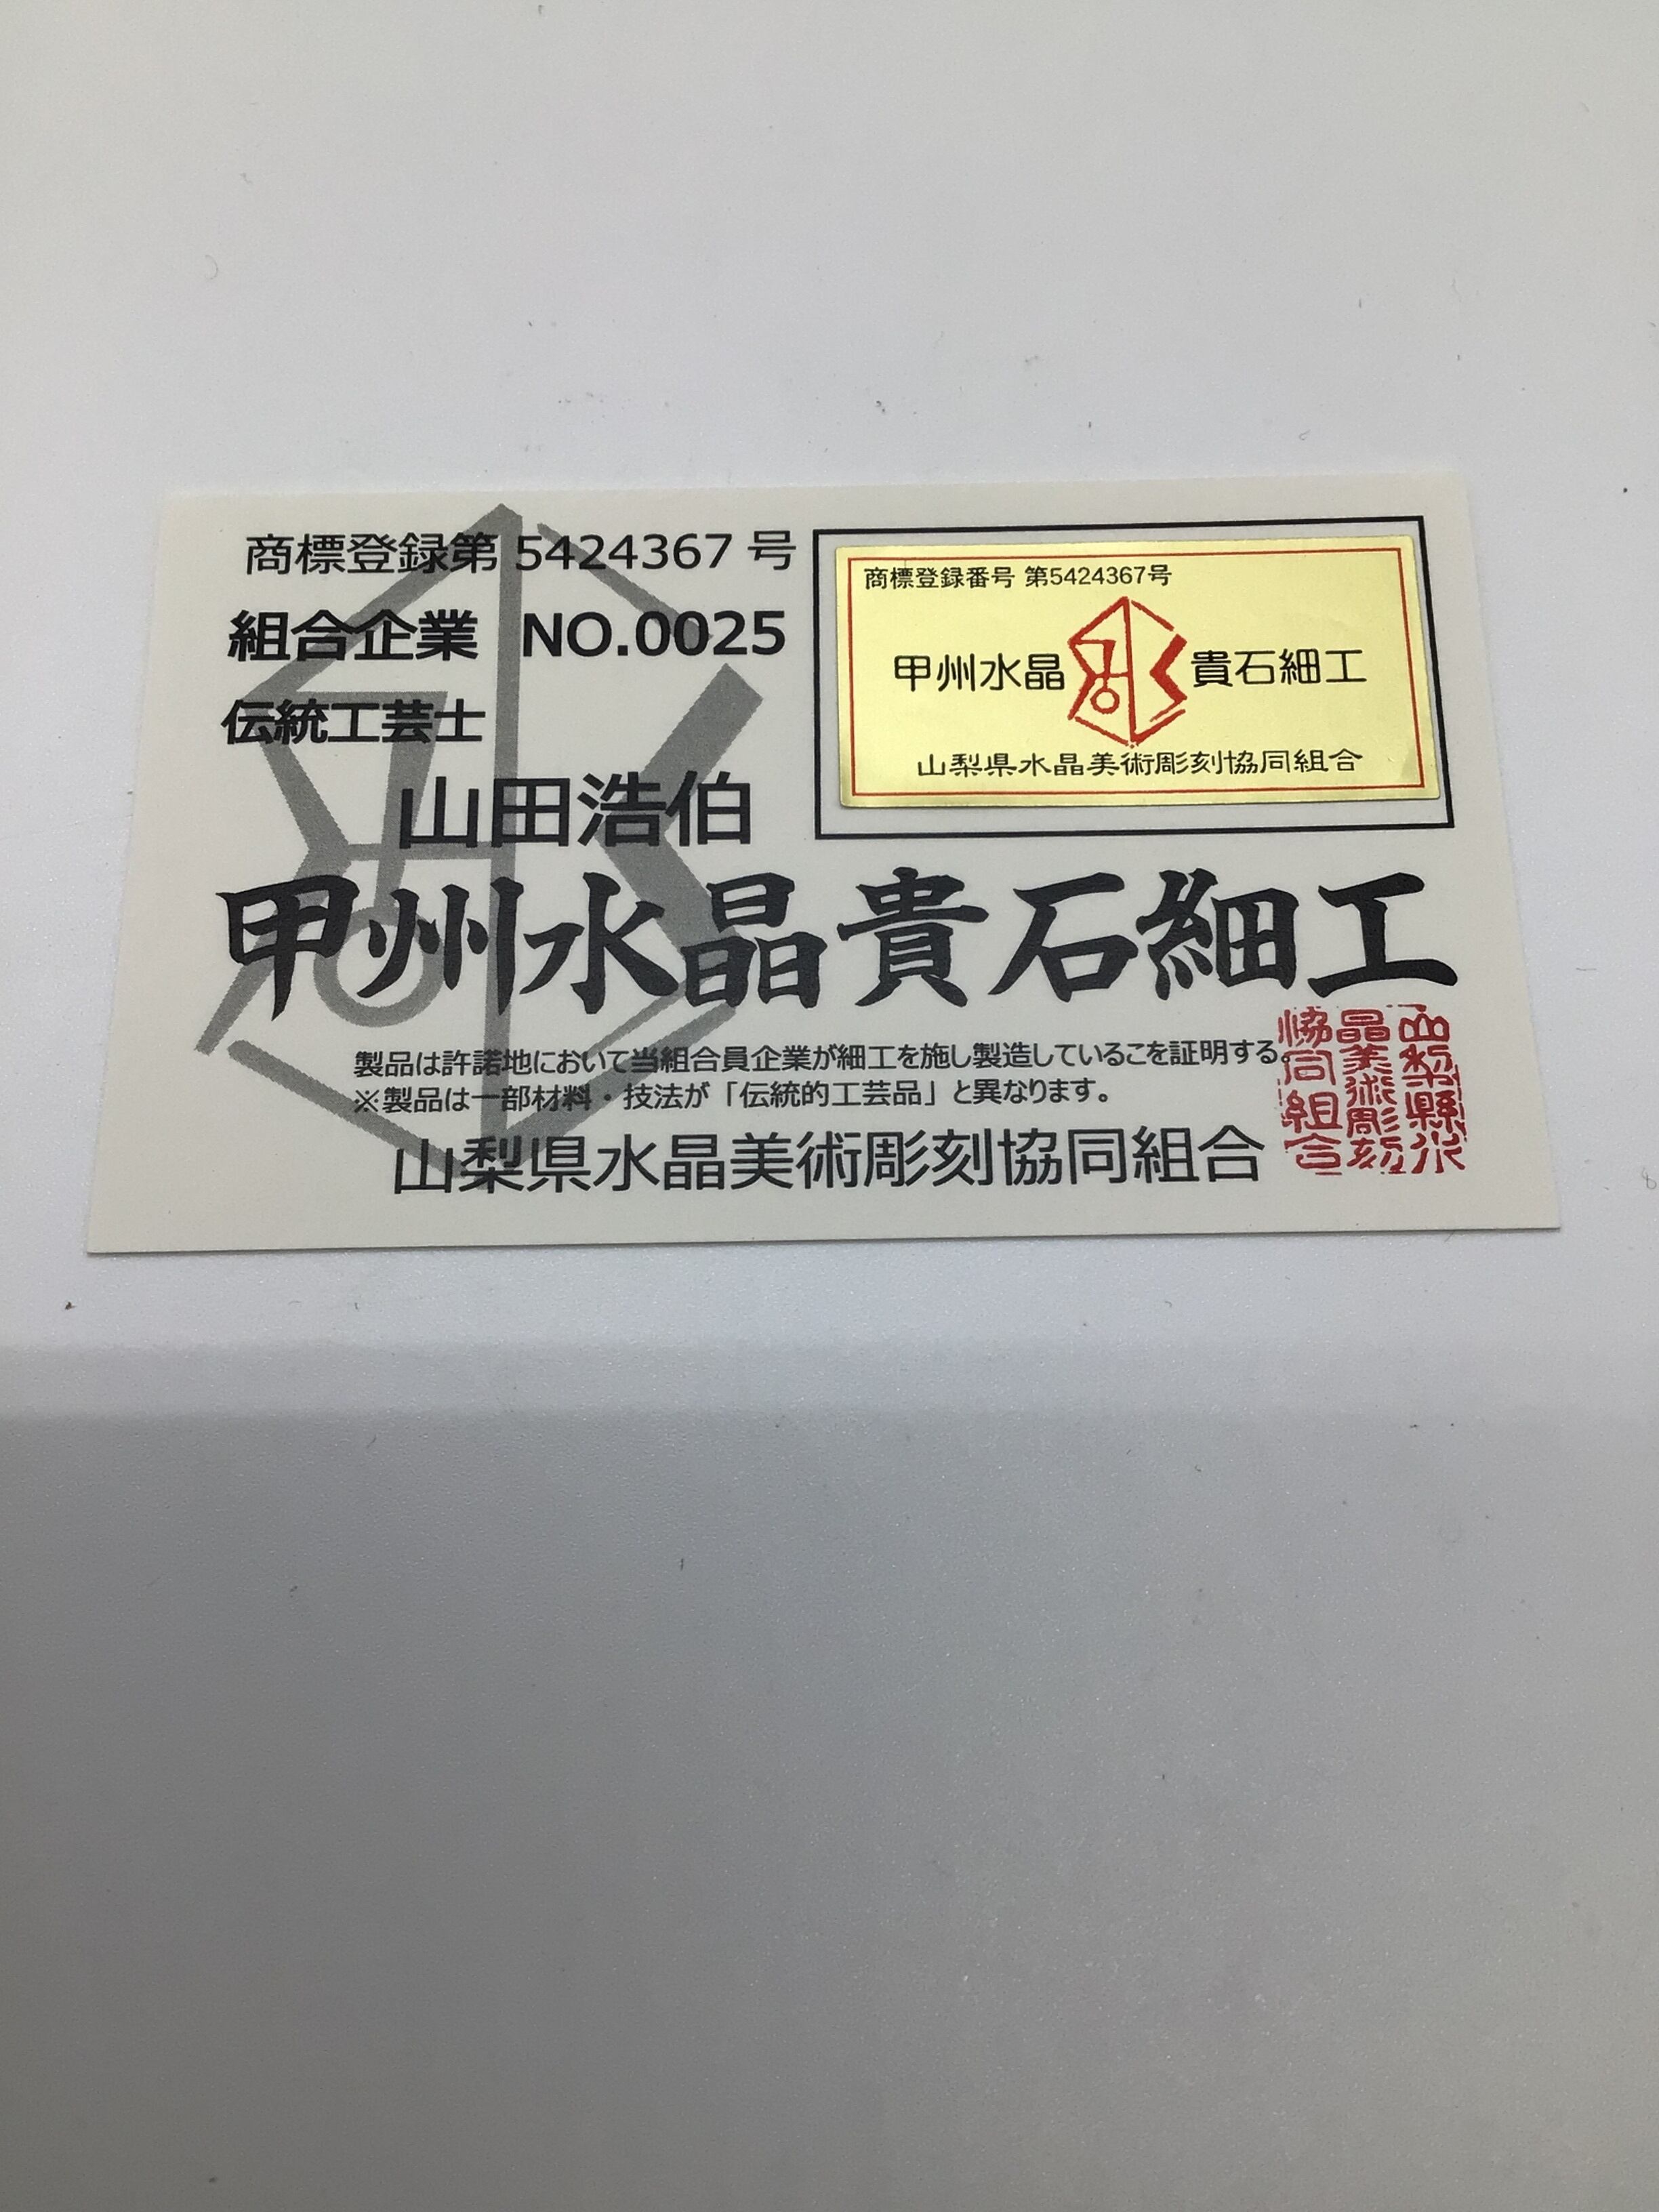 商標登録第 5424367 号
組合企業 NO.0025
伝統工芸士
山田浩伯
商標登録番号 第5424367号
甲州水晶 彫 貴石細工
山梨県水晶美術彫刻協同組合
甲州水晶貴石細工
製品は許諾地において当組合員企業が細工を施し製造しているこを証明する。
※製品は一部材料・技法が「伝統的工芸品」と異なります。
山梨県水晶美術彫刻協同組合
山梨縣水
晶美術彫刻
協同組合